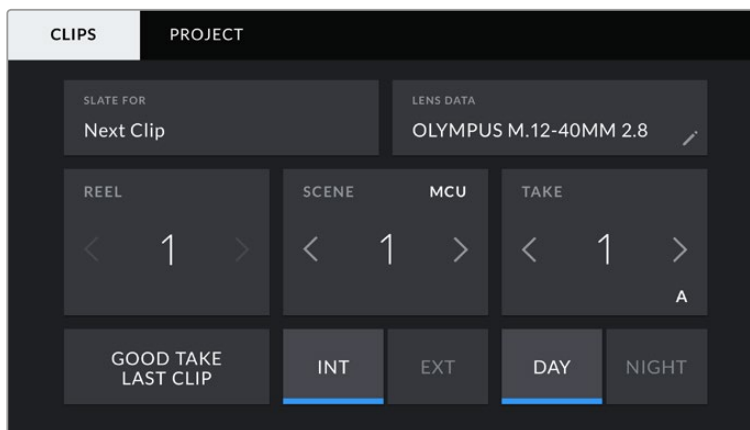 CLIPS PROJECT
SLATE FOR LENS DATA
Next Clip OLYMPUS M.12-40MM 2.8
REEL SCENE MCU TAKE
< 1 > < 1 > < 1 >
A
GOOD TAKE
LAST CLIP
INT EXT DAY NIGHT